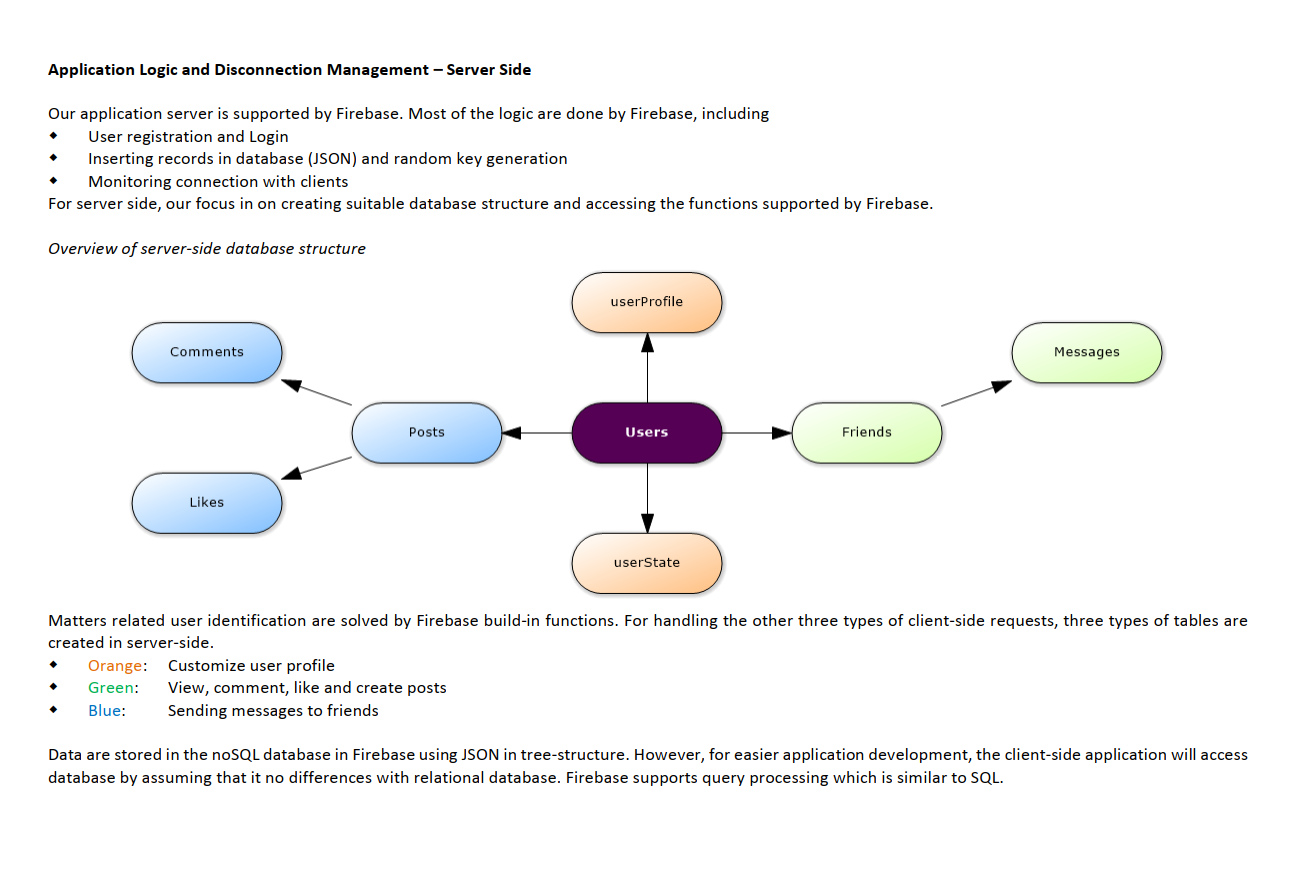 Application Logic and Disconnection Management – Server Side
Our application server is supported by Firebase. Most of the logic are done by Firebase, including
◆ User registration and Login
◆ Inserting records in database (JSON) and random key generation
◆ Monitoring connection with clients
For server side, our focus in on creating suitable database structure and accessing the functions supported by Firebase.
Overview of server-side database structure
userProfile
Comments
Messages
Posts
Users
Friends
Likes
userState
Matters related user identification are solved by Firebase build-in functions. For handling the other three types of client-side requests, three types of tables are
created in server-side.
◆ Orange: Customize user profile
◆ Green: View, comment, like and create posts
◆ Blue: Sending messages to friends
Data are stored in the noSQL database in Firebase using JSON in tree-structure. However, for easier application development, the client-side application will access
database by assuming that it no differences with relational database. Firebase supports query processing which is similar to SQL.